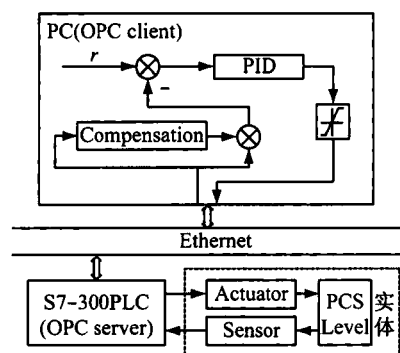 PC(OPC client)
r
PID
−
Compensation
Ethernet
S7-300PLC
(OPC server)
Actuator
Sensor
PCS
Level
实体